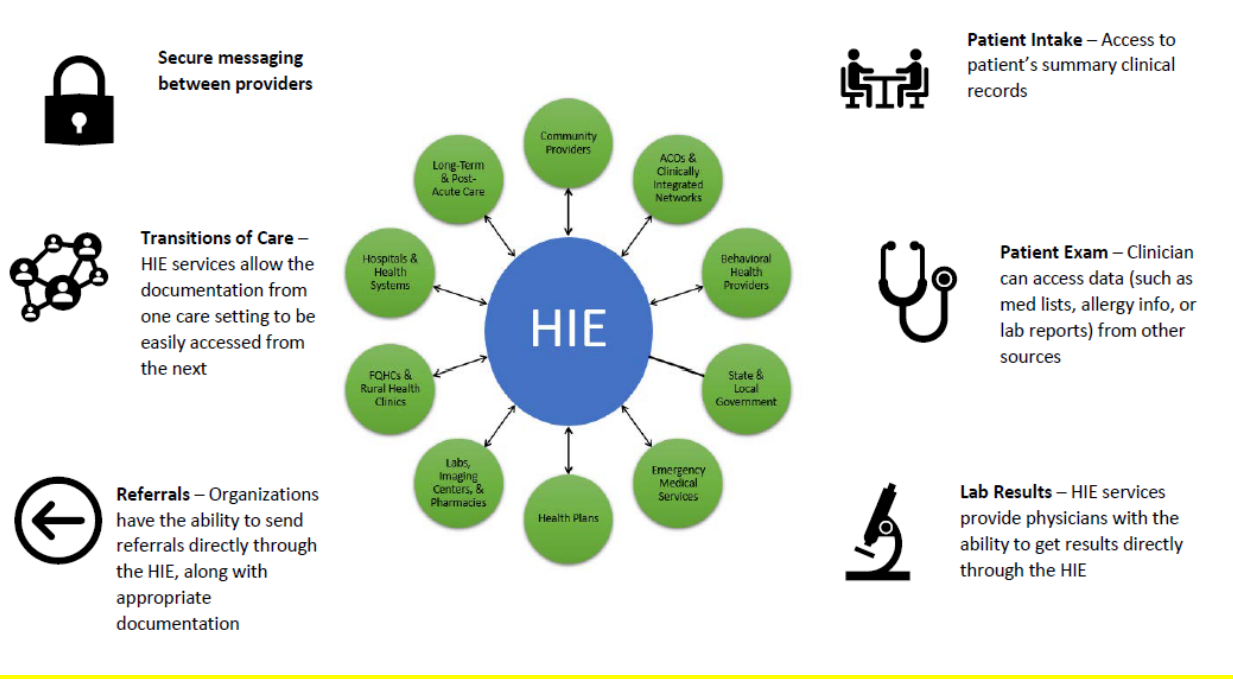 Secure messaging
between providers
Transitions of Care –
HIE services allow the
documentation from
one care setting to be
easily accessed from
the next
Referrals – Organizations
have the ability to send
referrals directly through
the HIE, along with
appropriate
documentation
Community
Providers
ACOs &
Clinically
Integrated
Networks
Behavioral
Health
Providers
State &
Local
Government
Emergency
Medical
Services
Health Plans
Labs,
Imaging
Centers, &
Pharmacies
FQHCs &
Rural Health
Clinics
Hospitals &
Health
Systems
Long-Term
& Post-
Acute Care
HIE
Patient Intake – Access to
patient’s summary clinical
records
Patient Exam – Clinician
can access data (such as
med lists, allergy info, or
lab reports) from other
sources
Lab Results – HIE services
provide physicians with the
ability to get results directly
through the HIE